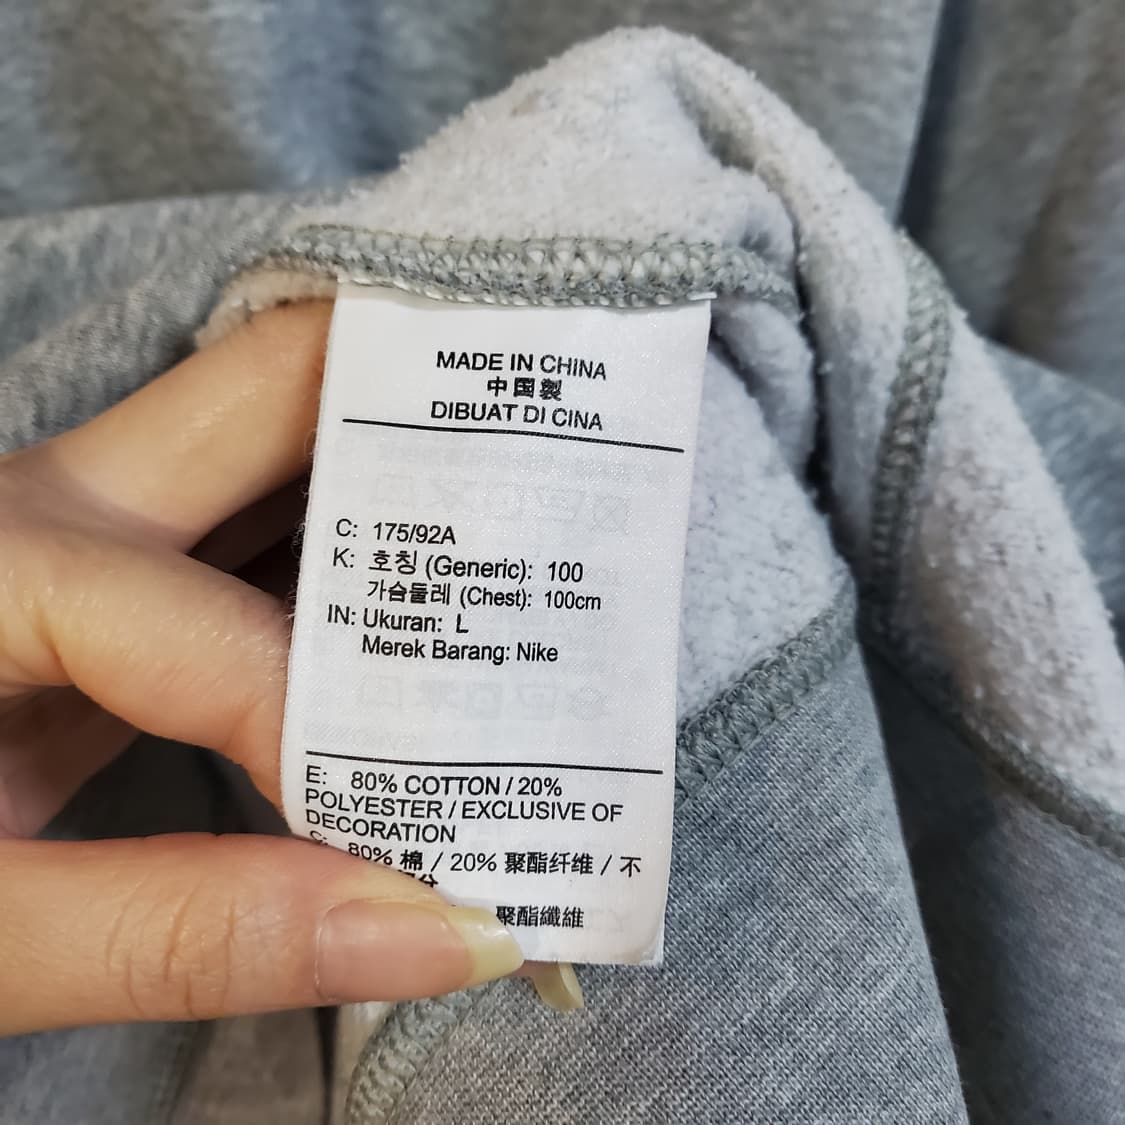 MADE IN CHINA
中国製
DIBUAT DI CINA
C: 175/92A
K: 호칭 (Generic): 100
가슴둘레 (Chest): 100cm
IN: Ukuran: L
Merek Barang: Nike
E: 80% COTTON / 20%
POLYESTER / EXCLUSIVE OF
DECORATION
C: 80% 棉 / 20% 聚酯纤维 / 不
聚酯纖維